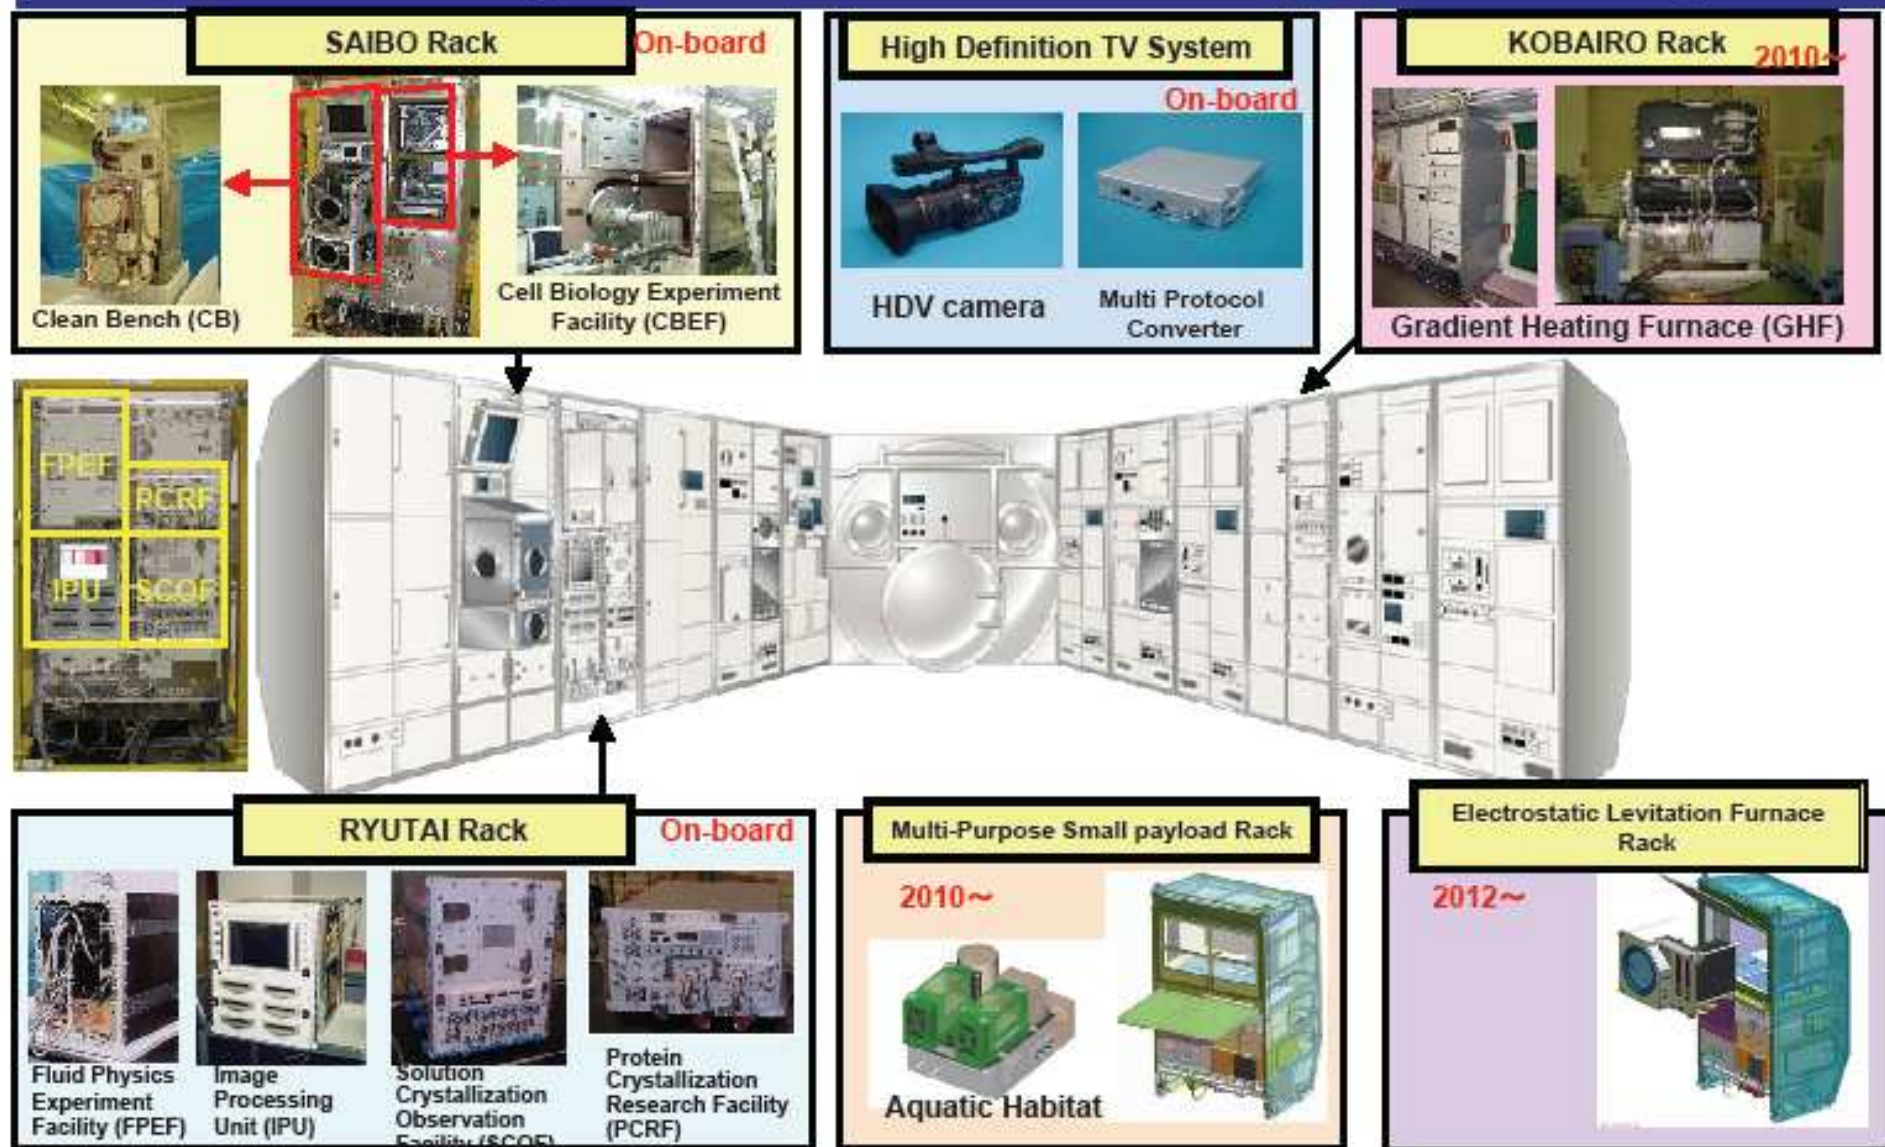 SAIBO Rack
On-board
Clean Bench (CB)
Cell Biology Experiment
Facility (CBEF)
High Definition TV System
On-board
HDV camera
Multi Protocol
Converter
KOBAIRO Rack
2010~
Gradient Heating Furnace (GHF)
FPEF
PCRF
IPU
SCOF
RYUTAI Rack
On-board
Fluid Physics
Experiment
Facility (FPEF)
Image
Processing
Unit (IPU)
Solution
Crystallization
Observation
Facility (SCOF)
Protein
Crystallization
Research Facility
(PCRF)
Multi-Purpose Small payload Rack
2010~
Aquatic Habitat
Electrostatic Levitation Furnace
Rack
2012~